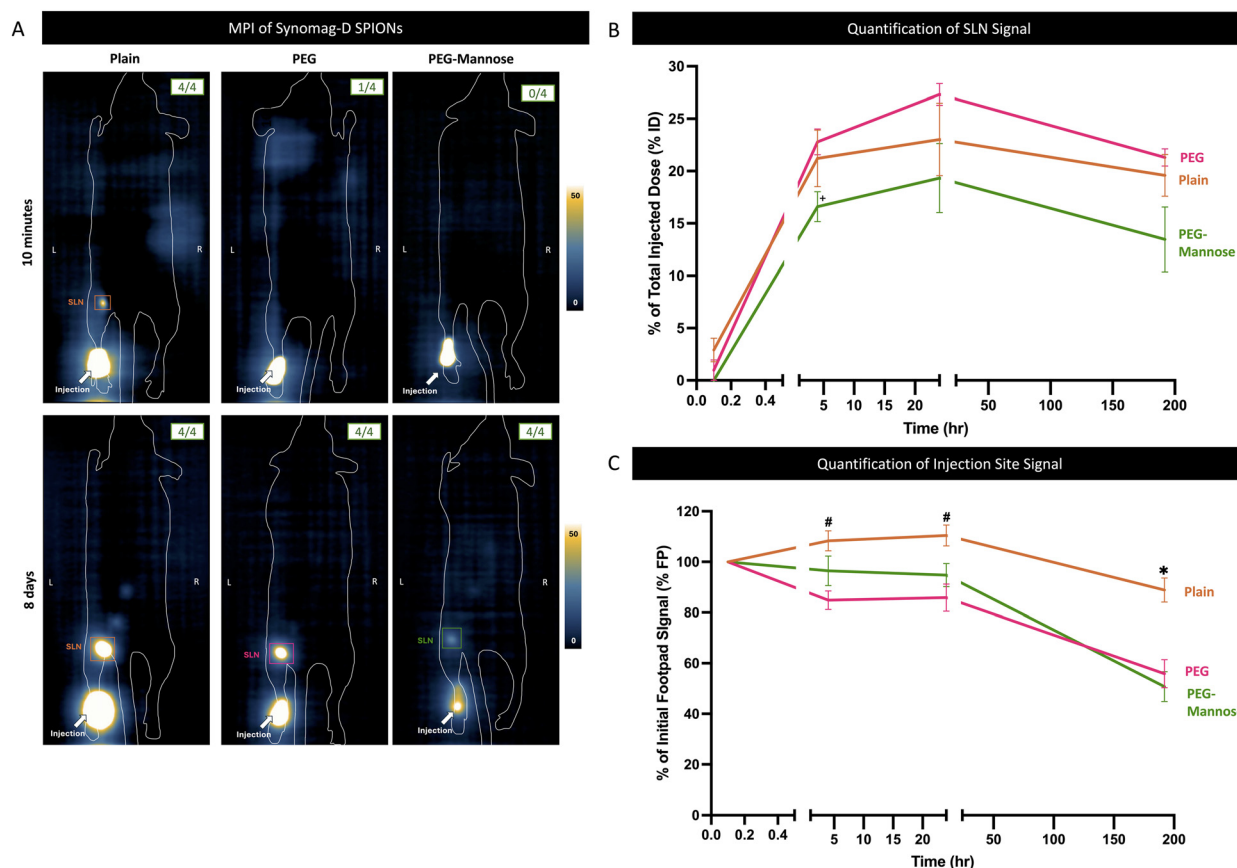 A
MPI of Synomag-D SPIONs
Plain
PEG
PEG-Mannose
10 minutes
4/4
1/4
0/4
L
R
SLN
Injection
L
R
Injection
L
R
Injection
50
0
8 days
4/4
4/4
4/4
L
R
SLN
Injection
L
R
SLN
Injection
L
R
SLN
Injection
50
0
B
Quantification of SLN Signal
% of Total Injected Dose (% ID)
30
25
20
15
10
5
0
+
PEG
Plain
PEG-
Mannose
0.0 0.2 0.4 5 10 15 20 50 100 150 200
Time (hr)
C
Quantification of Injection Site Signal
% of Initial Footpad SIgnal (% FP)
120
100
80
60
40
20
0
# # *
Plain
PEG
PEG-
Mannos
0.0 0.2 0.4 5 10 15 20 50 100 150 200
Time (hr)